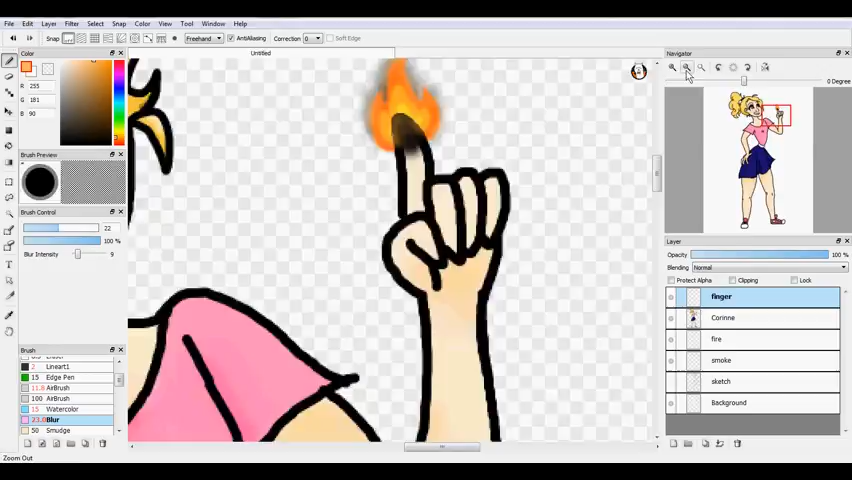 File Edit Layer Filter Select Snap Color View Tool Window Help
Snap Freehand AntiAliasing Correction 0 Soft Edge
Untitled
Color
R 255
G 181
B 90
Brush Preview
Brush Control
22
100 %
Blur Intensity 9
Brush
2 Lineart1
15 Edge Pen
11.8 AirBrush
100 AirBrush
15 Watercolor
23.0 Blur
50 Smudge
Zoom Out
Navigator
0 Degree
Layer
Opacity 100 %
Blending Normal
Protect Alpha Clipping Lock
finger
Corinne
fire
smoke
sketch
Background